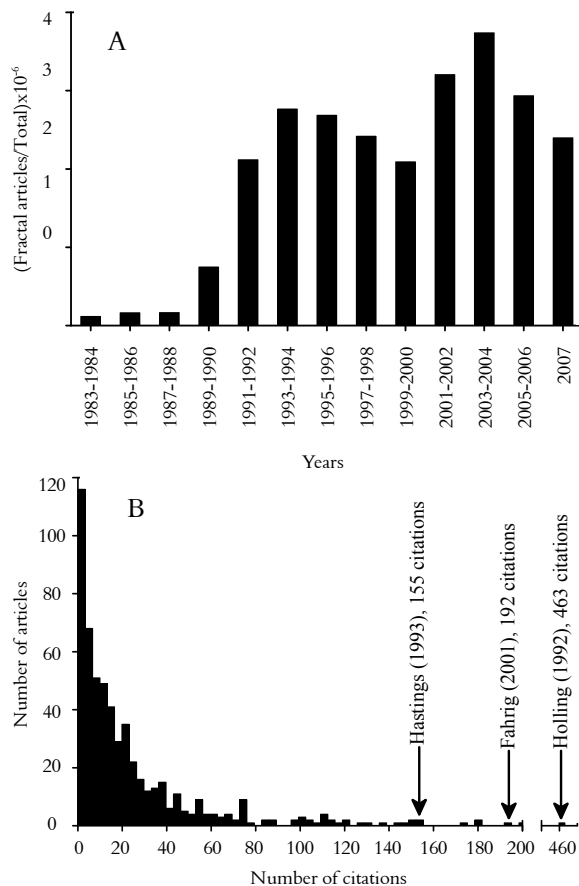 A
(Fractal articles/Total)x10-6
4
3
2
1
0
1983-1984
1985-1986
1987-1988
1989-1990
1991-1992
1993-1994
1995-1996
1997-1998
1999-2000
2001-2002
2003-2004
2005-2006
2007
Years
B
Number of articles
120
100
80
60
40
20
0
Hastings (1993), 155 citations
Fahrig (2001), 192 citations
Holling (1992), 463 citations
0 20 40 60 80 100 120 140 160 180 200 460
Number of citations